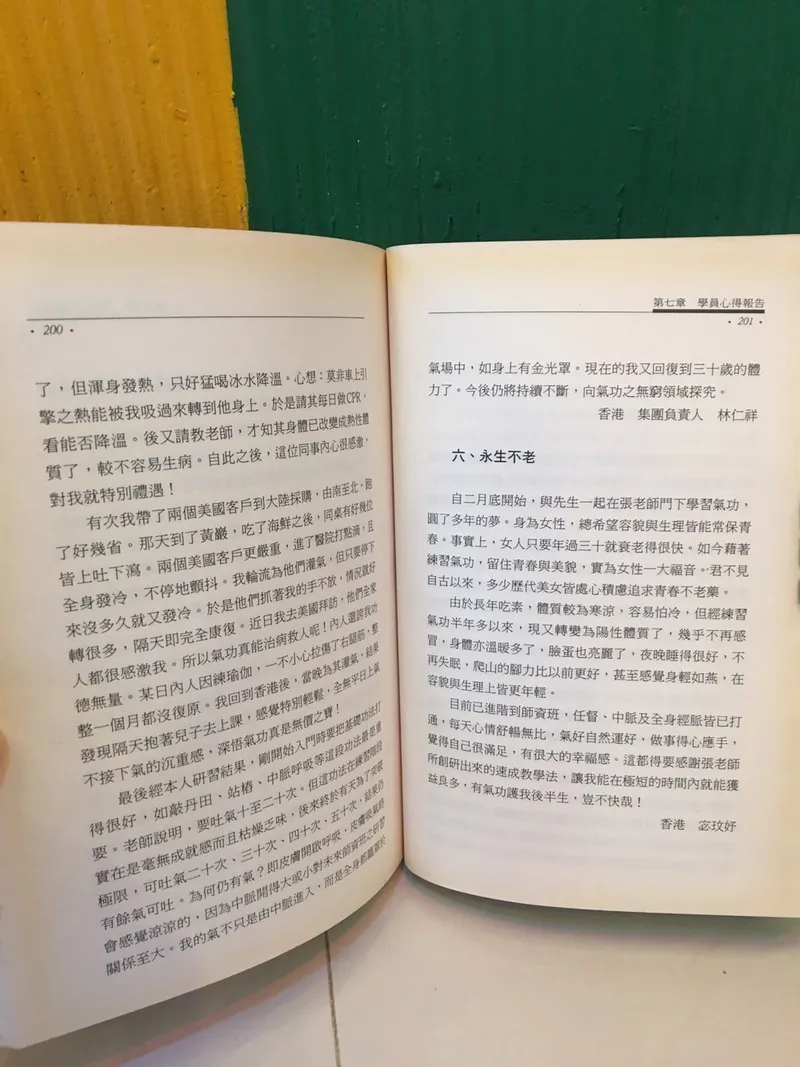 • 200 •
了，但渾身發熱，只好猛喝冰水降溫。心想：莫非車上引
擎之熱能被我吸過來轉到他身上。於是請其每日做CPR，
看能否降溫。後又請教老師，才知其身體已改變成熱性體
質了，較不容易生病。自此之後，這位同事內心很感激，
對我就特別禮遇！
有次我帶了兩個美國客戶到大陸採購，由南至北，跑
了好幾省。那天到了黃巖，吃了海鮮之後，同桌有好幾位
皆上吐下瀉。兩個美國客戶更嚴重，進了醫院打點滴，且
全身發冷，不停地顫抖。我輪流為他們灌氣，但只要停下
來沒多久就又發冷。於是他們抓著我的手不放，情況就好
轉很多，隔天即完全康復。近日我去美國拜訪，他們全家
人都很感激我。所以氣功真能治病救人呢！內人還誇我功
德無量。某日內人因練瑜伽，一不小心拉傷了右腿筋，整
整一個月都沒復原。我回到香港後，當晚為其灌氣，結果
發現隔天抱著兒子去上課，感覺特別輕鬆，全無平日上氣
不接下氣的沉重感，深悟氣功真是無價之寶！
最後經本人研習結果，剛開始入門時要把基礎功法打
得很好，如敲丹田、站樁、中脈呼吸等這段功法最是重
要。老師說明，要吐氣十至二十次。但這功法在練習階段
實在是毫無成就感而且枯燥乏味，後來終於有天為了突破
極限，可吐氣二十次、三十次、四十次、五十次，結果仍
有餘氣可吐。為何仍有氣？即皮膚開啟呼吸，皮膚吸氣時
會感覺涼涼的，因為中脈開得大或小對未來師資班之研習
關係至大。我的氣不只是由中脈進入，而是全身都籠罩於
第七章　學員心得報告
• 201 •
氣場中，如身上有金光罩。現在的我又回復到三十歲的體
力了。今後仍將持續不斷，向氣功之無窮領域探究。
香港　集團負責人　林仁祥
六、永生不老
自二月底開始，與先生一起在張老師門下學習氣功，
圓了多年的夢。身為女性，總希望容貌與生理皆能常保青
春。事實上，女人只要年過三十就衰老得很快。如今藉著
練習氣功，留住青春與美貌，實為女性一大福音。君不見
自古以來，多少歷代美女皆處心積慮追求青春不老藥。
由於長年吃素，體質較為寒涼，容易怕冷，但經練習
氣功半年多以來，現又轉變為陽性體質了，幾乎不再感
冒，身體亦溫暖多了，臉蛋也亮麗了，夜晚睡得很好，不
再失眠，爬山的腳力比以前更好，甚至感覺身輕如燕，在
容貌與生理上皆更年輕。
目前已進階到師資班，任督、中脈及全身經脈皆已打
通，每天心情舒暢無比，氣好自然運好，做事得心應手，
覺得自己很滿足，有很大的幸福感。這都得要感謝張老師
所創研出來的速成教學法，讓我能在極短的時間內就能獲
益良多，有氣功護我後半生，豈不快哉！
香港　宓玟妤